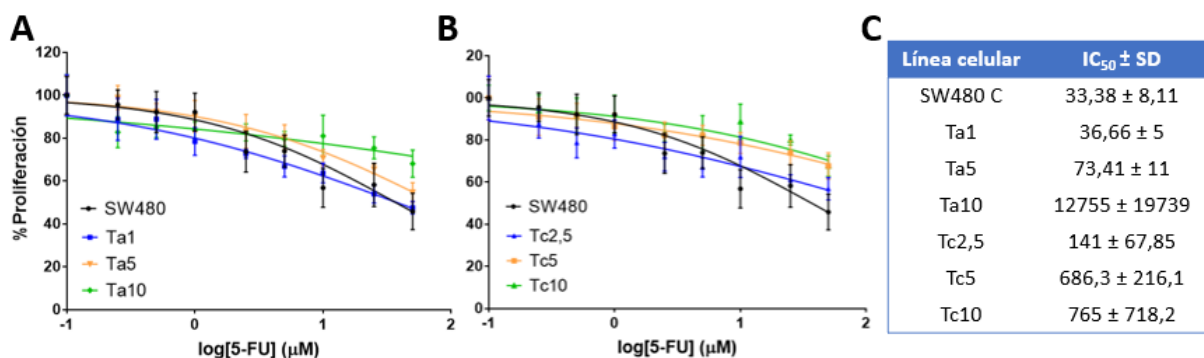 A
120
100
80
60
40
20
0
-1
0
1
2
% Proliferación
log[5-FU] (µM)
SW480
Ta1
Ta5
Ta10
B
20
00
80
60
40
20
0
-1
0
1
2
log[5-FU] (µM)
SW480
Tc2,5
Tc5
Tc10
C
Línea celular IC50 ± SD
SW480 C 33,38 ± 8,11
Ta1 36,66 ± 5
Ta5 73,41 ± 11
Ta10 12755 ± 19739
Tc2,5 141 ± 67,85
Tc5 686,3 ± 216,1
Tc10 765 ± 718,2